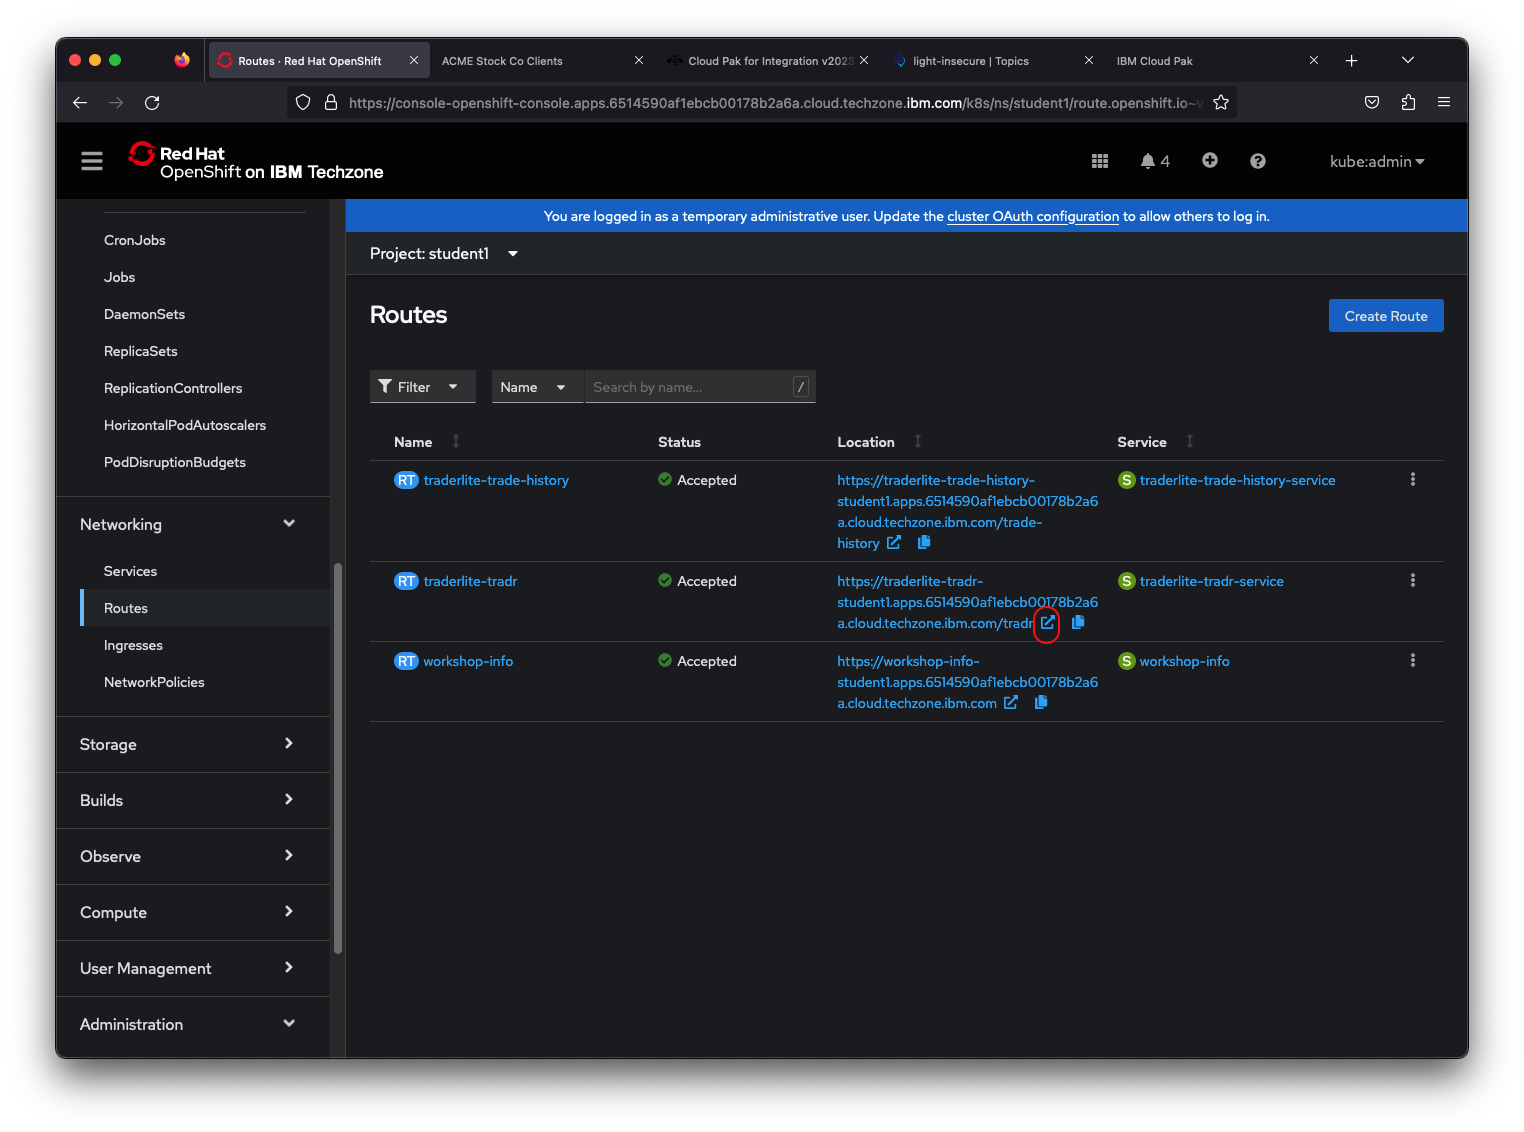 Routes · Red Hat OpenShift
ACME Stock Co Clients
Cloud Pak for Integration v2023
light-insecure | Topics
IBM Cloud Pak
https://console-openshift-console.apps.6514590af1ebcb00178b2a6a.cloud.techzone.ibm.com/k8s/ns/student1/route.openshift.io~v
Red Hat
OpenShift on IBM Techzone
4
kube:admin
You are logged in as a temporary administrative user. Update the cluster OAuth configuration to allow others to log in.
CronJobs
Jobs
DaemonSets
ReplicaSets
ReplicationControllers
HorizontalPodAutoscalers
PodDisruptionBudgets
Networking
Services
Routes
Ingresses
NetworkPolicies
Storage
Builds
Observe
Compute
User Management
Administration
Project: student1
Routes
Create Route
Filter
Name
Search by name...
/
Name
Status
Location
Service
RT traderlite-trade-history
Accepted
https://traderlite-trade-history-
student1.apps.6514590af1ebcb00178b2a6
a.cloud.techzone.ibm.com/trade-
history
S traderlite-trade-history-service
RT traderlite-tradr
Accepted
https://traderlite-tradr-
student1.apps.6514590af1ebcb00178b2a6
a.cloud.techzone.ibm.com/tradr
S traderlite-tradr-service
RT workshop-info
Accepted
https://workshop-info-
student1.apps.6514590af1ebcb00178b2a6
a.cloud.techzone.ibm.com
S workshop-info